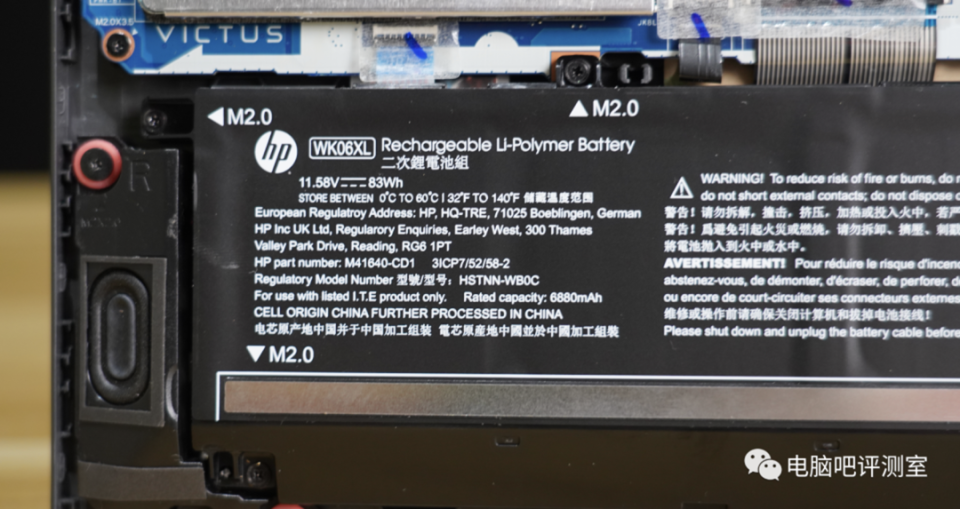 M2.0X3.5
VICTUS
M2.0
M2.0
hp
WK06XL Rechargeable Li-Polymer Battery
二次鋰電池組
11.58V⎓83Wh
STORE BETWEEN 0°C TO 60°C | 32°F TO 140°F 儲藏溫度范围
European Regulatroy Address: HP, HQ-TRE, 71025 Boeblingen, German
HP Inc UK Ltd, Regularory Enquiries, Earley West, 300 Thames
Valley Park Drive, Reading, RG6 1PT
HP part number: M41640-CD1 3ICP7/52/58-2
Regulatory Model Number 型號/型号: HSTNN-WB0C
For use with listed I.T.E product only. Rated capacity: 6880mAh
CELL ORIGIN CHINA FURTHER PROCESSED IN CHINA
电芯原产地中国并于中国加工组装 電芯原産地中國並於中國加工組裝
M2.0
WARNING! To reduce risk of fire or burns, do
do not short external contacts; do not dispose
警告! 请勿拆解，撞击，挤压，加热或投入火中，若严
警告! 爲避免引起火災或燃燒，请勿拆卸、擠壓、刺
將電池拋入到火中或水中。
AVERTISSEMENT! Pour réduire le risque
abstenez-vous, de démonter, d'écraser, de perforer,
ou encore de court-circuiter ses connecteurs
维修或操作前请确保关闭计算机和拔掉电池接线!
Please shut down and unplug the battery cable before
R
电脑吧评测室